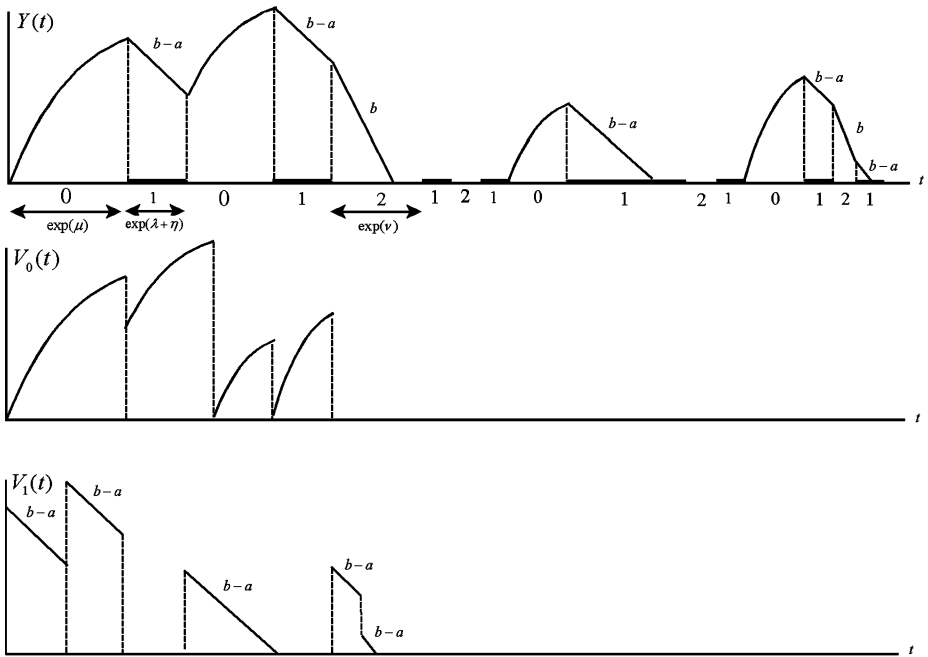 Y(t)
b−a
b−a
b
b−a
b−a
b
b−a
t
0 1 0 1 2 1 2 1 0 1 2 1 0 1 2 1
exp(μ) exp(λ+η) exp(ν)
V₀(t)
t
V₁(t)
b−a
b−a
b−a
b−a
b−a
t